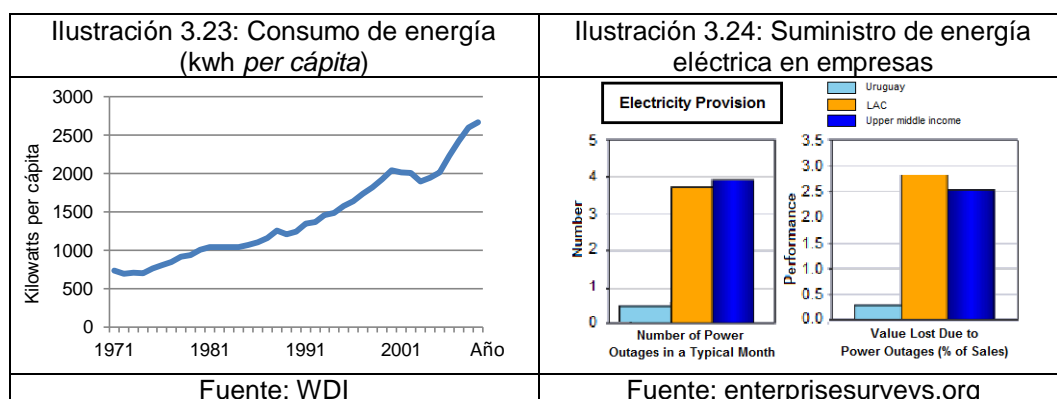 Ilustración 3.23: Consumo de energía
(kwh per cápita)
3000
2500
2000
1500
1000
500
0
Kilowatts per cápita
1971
1981
1991
2001
Año
Fuente: WDI
Ilustración 3.24: Suministro de energía
eléctrica en empresas
Electricity Provision
Uruguay
LAC
Upper middle income
5
4
3
2
1
0
Number
Number of Power
Outages in a Typical Month
3.5
3.0
2.5
2.0
1.5
1.0
0.5
0.0
Performance
Value Lost Due to
Power Outages (% of Sales)
Fuente: enterprisesurveys.org